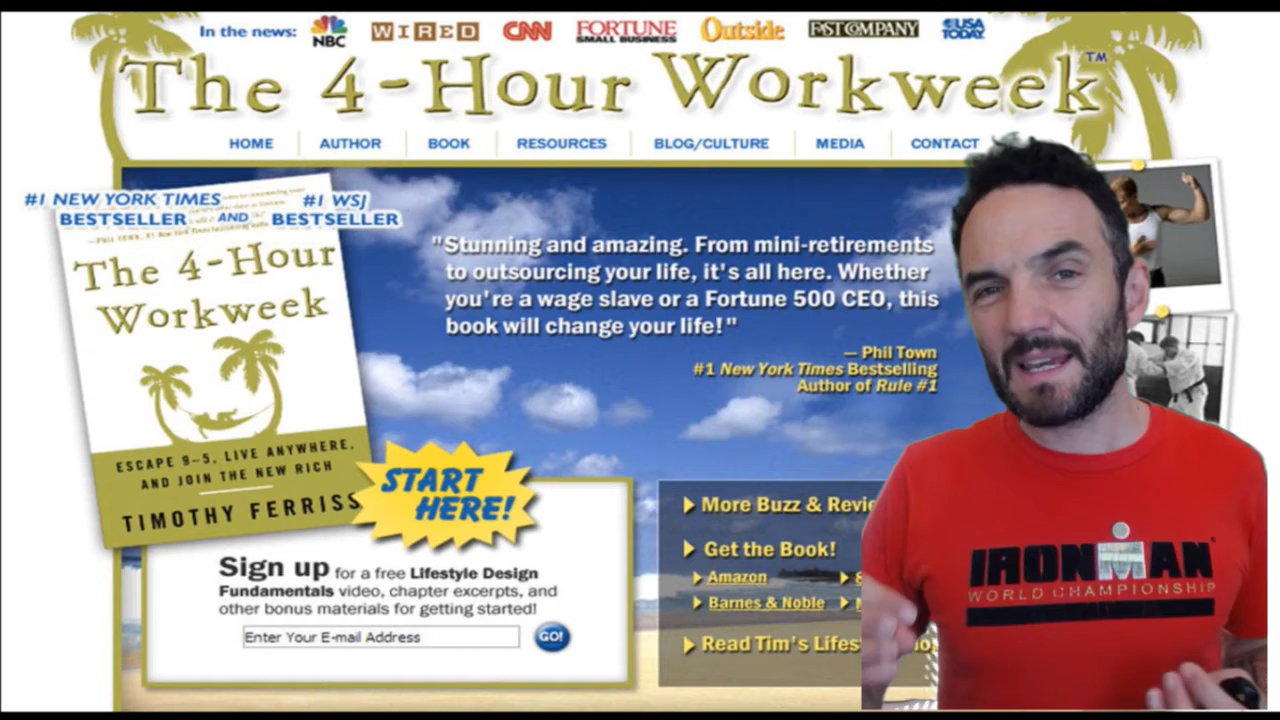 In the news: NBC WIRED CNN FORTUNE SMALL BUSINESS Outside FAST COMPANY USA TODAY
The 4-Hour Workweek™
HOME AUTHOR BOOK RESOURCES BLOG/CULTURE MEDIA CONTACT
#1 NEW YORK TIMES BESTSELLER AND #1 WSJ BESTSELLER
The 4-Hour
Workweek
ESCAPE 9–5, LIVE ANYWHERE,
AND JOIN THE NEW RICH
TIMOTHY FERRISS
"Stunning and amazing. From mini-retirements
to outsourcing your life, it's all here. Whether
you're a wage slave or a Fortune 500 CEO, this
book will change your life!"
— Phil Town
#1 New York Times Bestselling
Author of Rule #1
START
HERE!
Sign up for a free Lifestyle Design
Fundamentals video, chapter excerpts, and
other bonus materials for getting started!
Enter Your E-mail Address GO!
More Buzz &
Get the Book!
Amazon
Barnes & Noble
Read Tim's
IRONMAN
WORLD CHAMPIONSHIP